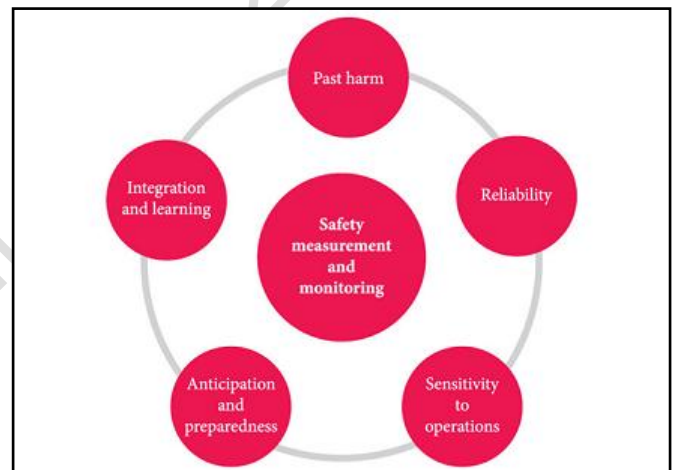 Past harm
Reliability
Sensitivity
to
operations
Anticipation
and
preparedness
Integration
and learning
Safety
measurement
and
monitoring